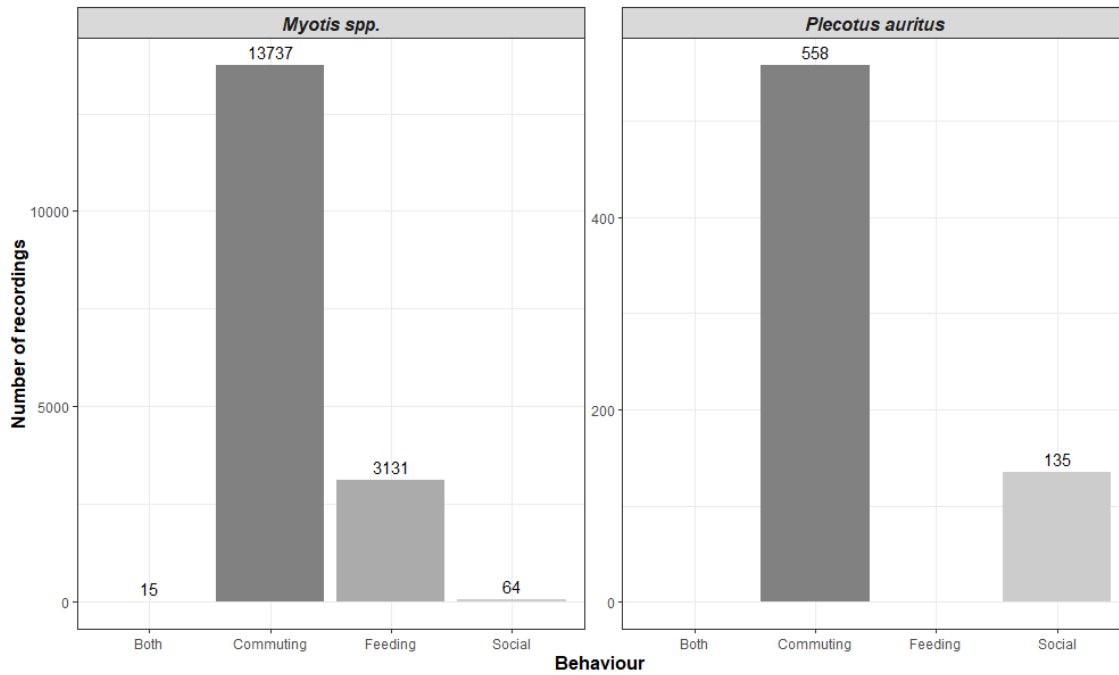 Myotis spp.
Plecotus auritus
Number of recordings
13737
10000
5000
3131
15
64
0
Both
Commuting
Feeding
Social
558
400
200
135
0
Both
Commuting
Feeding
Social
Behaviour